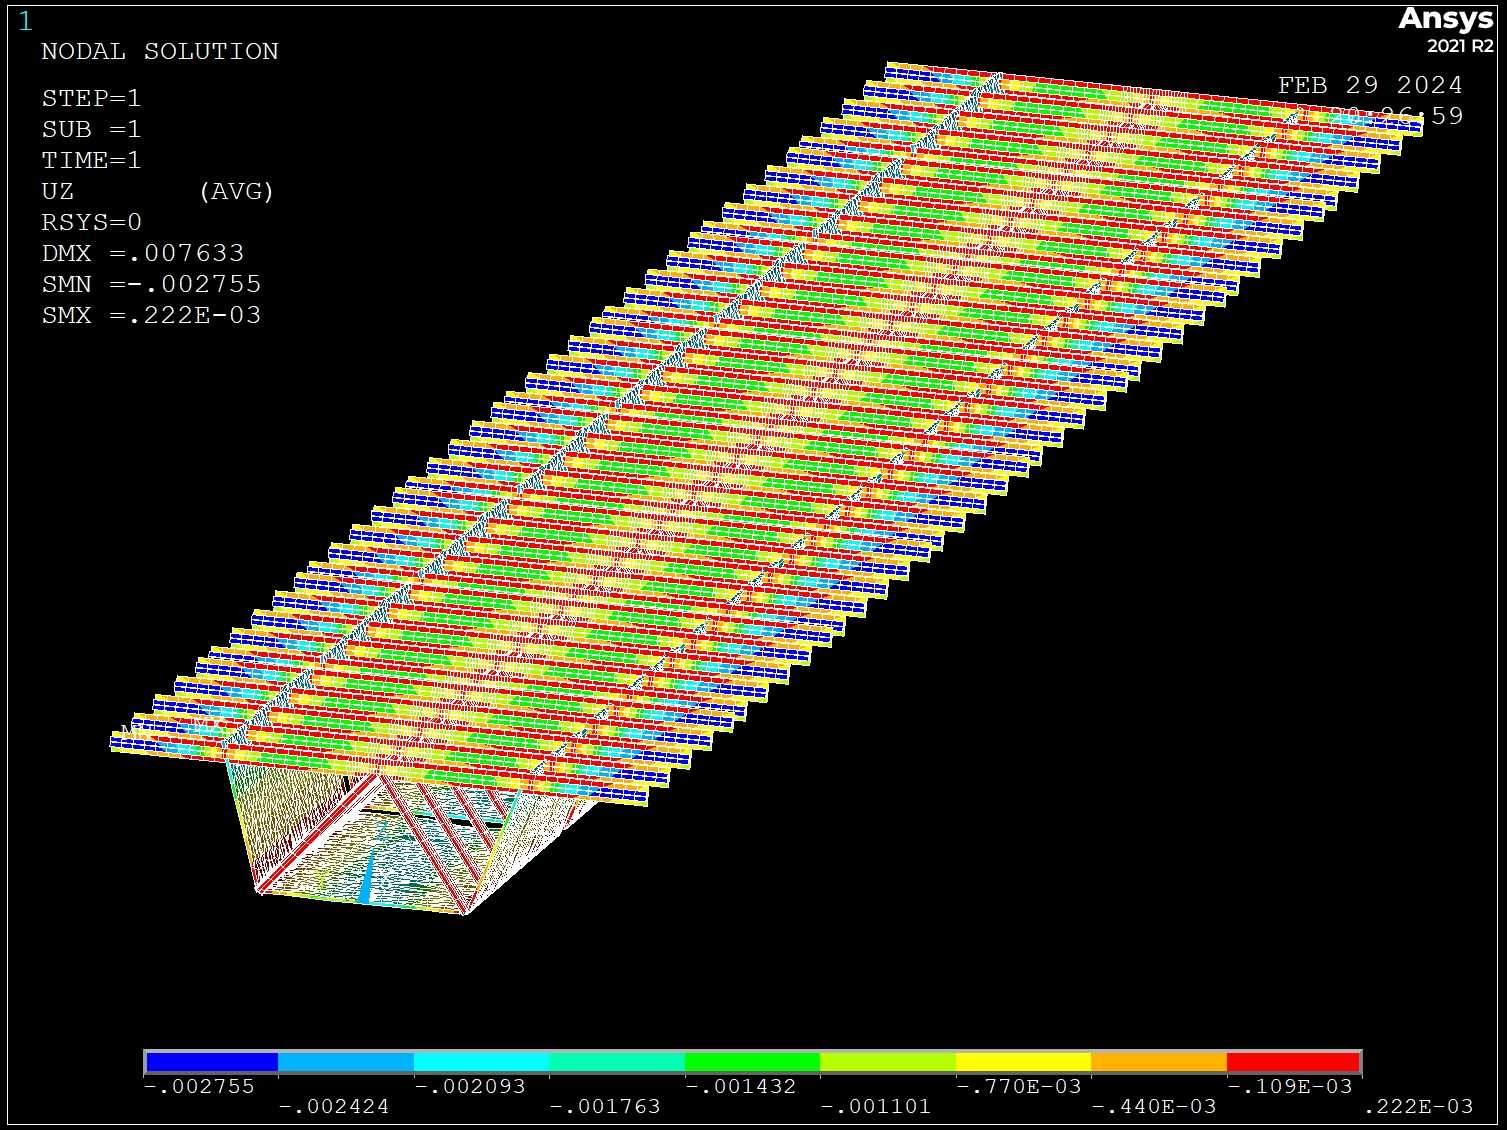 1
Ansys
2021 R2
NODAL SOLUTION
FEB 29 2024
:59
STEP=1
SUB =1
TIME=1
UZ (AVG)
RSYS=0
DMX =.007633
SMN =-.002755
SMX =.222E-03
-.002755
-.002424
-.002093
-.001763
-.001432
-.001101
-.770E-03
-.440E-03
-.109E-03
.222E-03